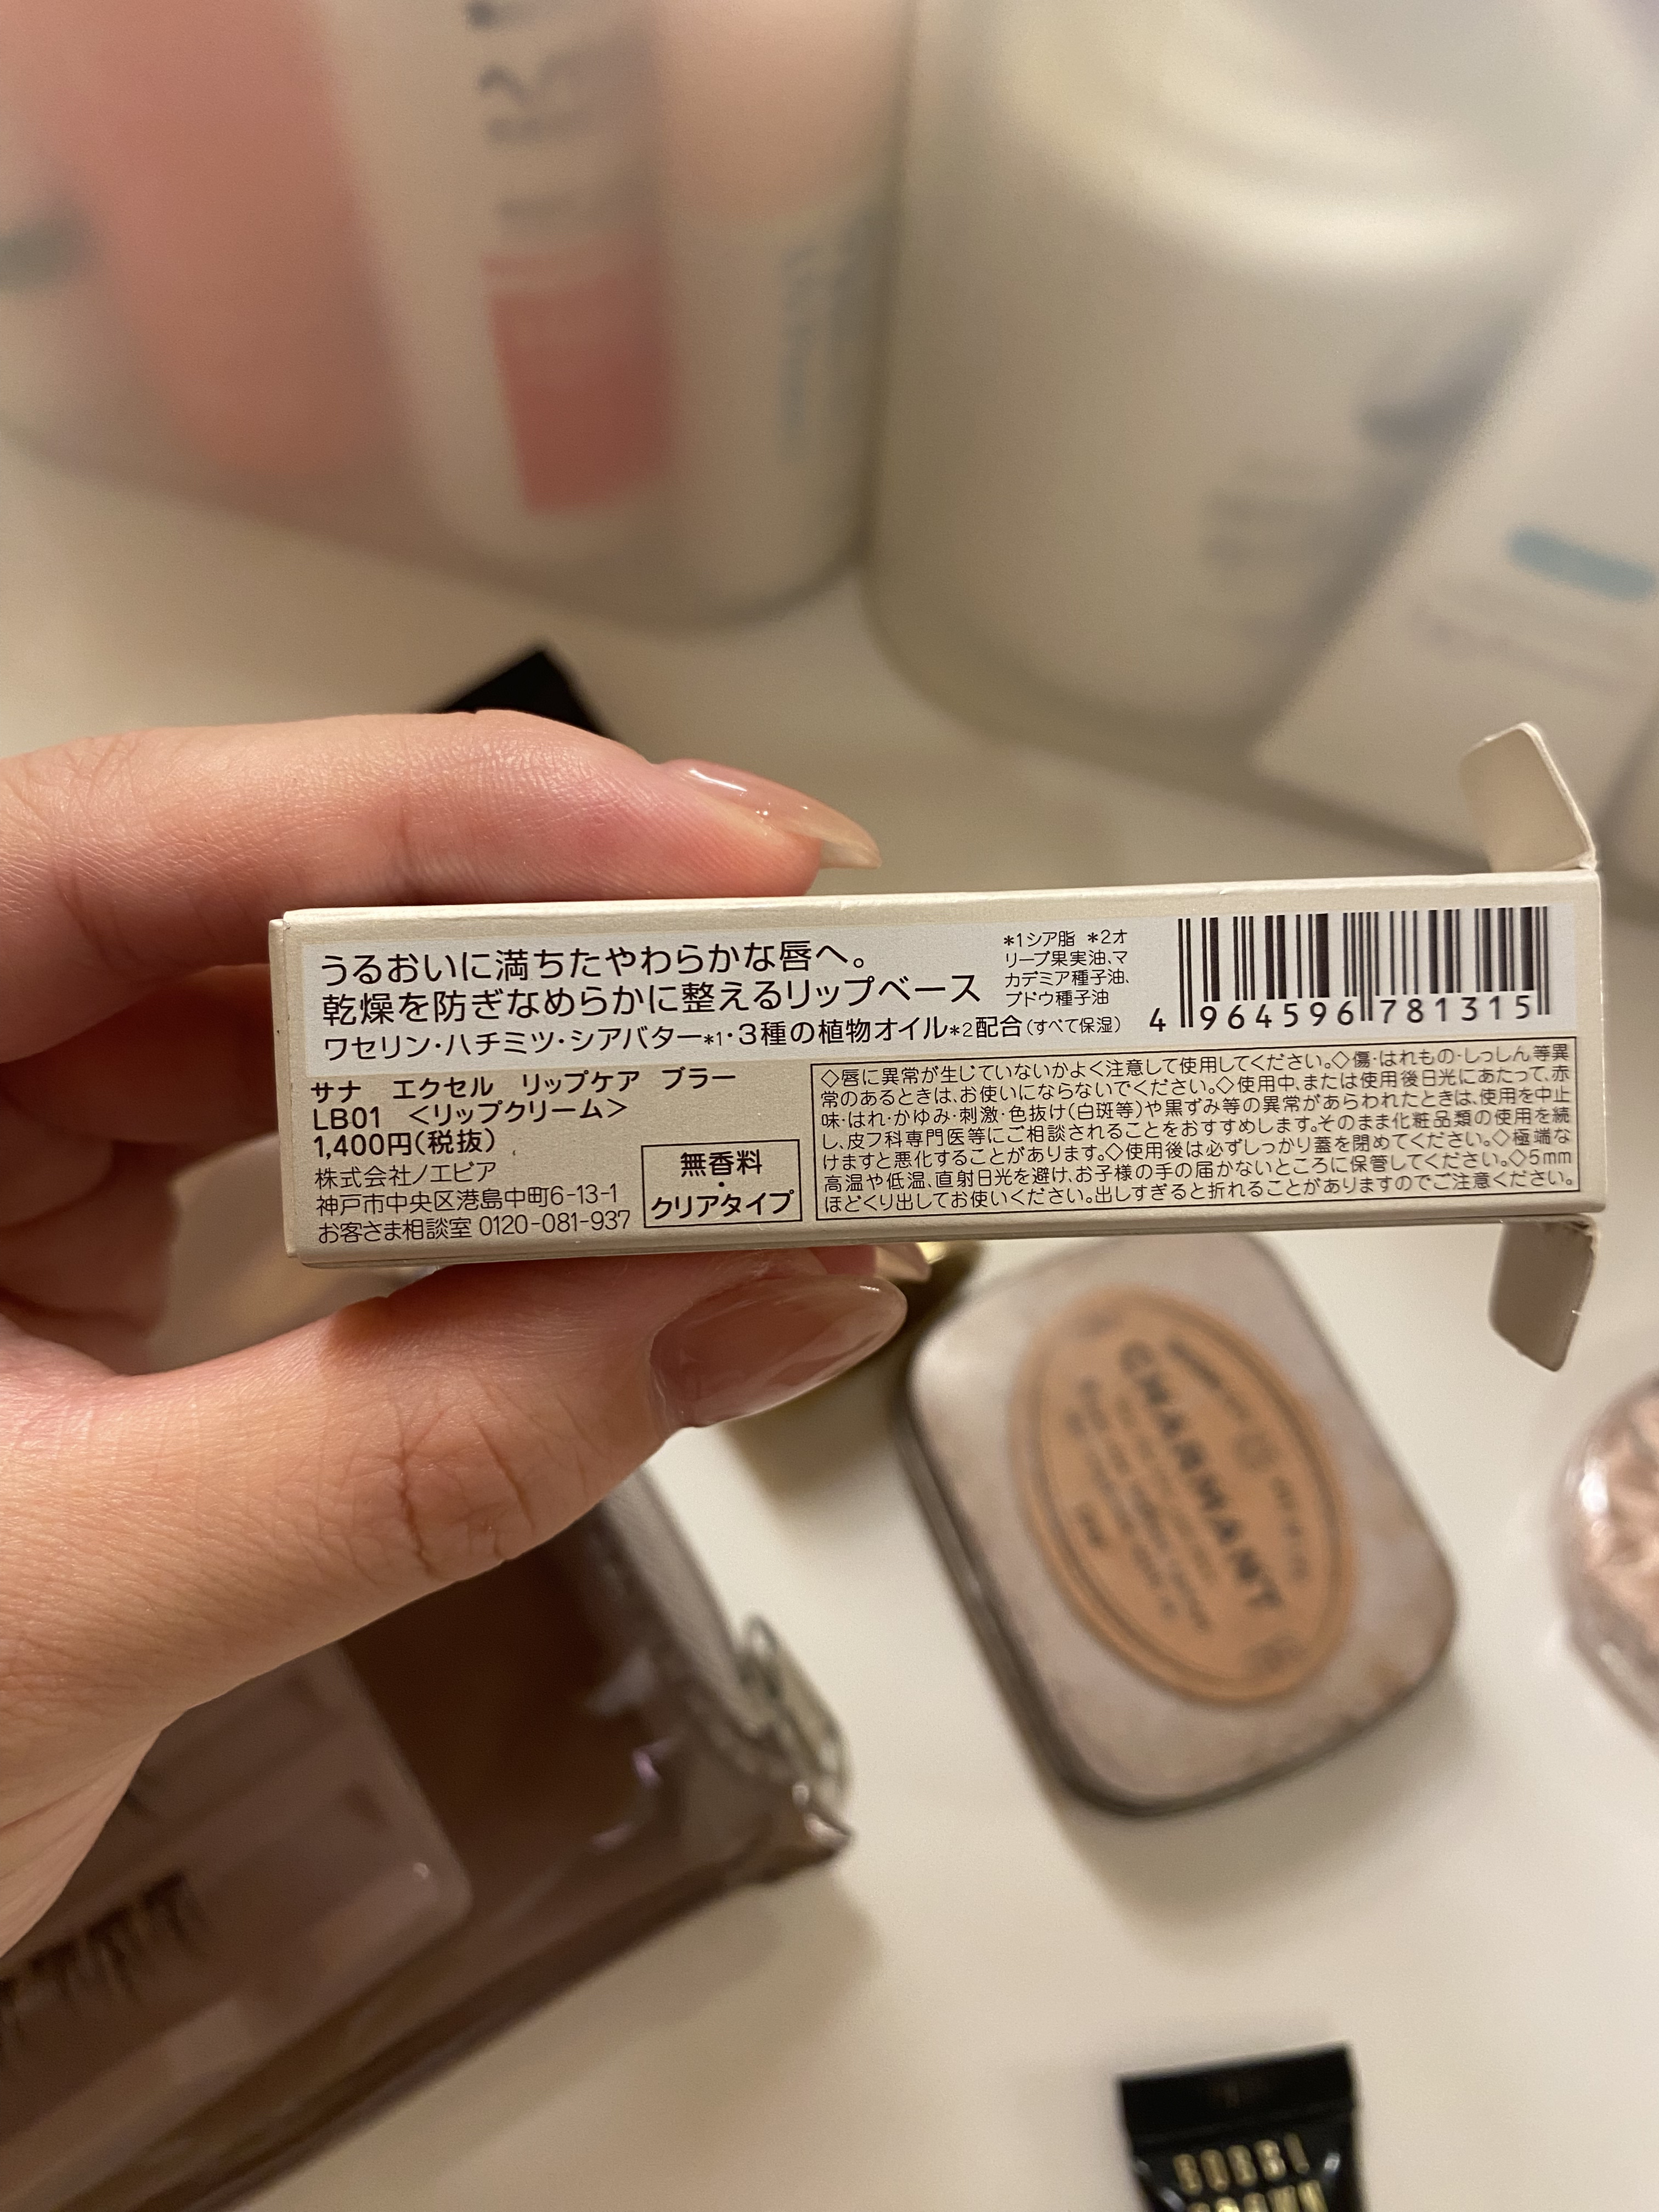 うるおいに満ちたやわらかな唇へ。
乾燥を防ぎなめらかに整えるリップベース
ワセリン・ハチミツ・シアバター*1・3種の植物オイル*2配合(すべて保湿)
*1シア脂 *2オ
リーブ果実油、マ
カデミア種子油、
ブドウ種子油
4 964596 781315
サナ エクセル リップケア ブラー
LB01 <リップクリーム>
1,400円(税抜)
株式会社ノエビア
神戸市中央区港島中町6-13-1
お客さま相談室 0120-081-937
無香料
・
クリアタイプ
◇唇に異常が生じていないかよく注意して使用してください。◇傷・はれもの・しっしん等異
常のあるときは、お使いにならないでください。◇使用中、または使用後日光にあたって、赤
味・はれ・かゆみ・刺激・色抜け(白斑等)や黒ずみ等の異常があらわれたときは、使用を中止
し、皮フ科専門医等にご相談されることをおすすめします。そのまま化粧品類の使用を続
けますと悪化することがあります。◇使用後は必ずしっかり蓋を閉めてください。◇極端な
高温や低温、直射日光を避け、お子様の手の届かないところに保管してください。◇5mm
ほどくり出してお使いください。出しすぎると折れることがありますのでご注意ください。
CHARMANT
BOBBI
BROWN